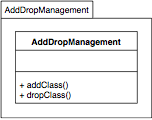 AddDropManagement
AddDropManagement
+ addClass()
+ dropClass()